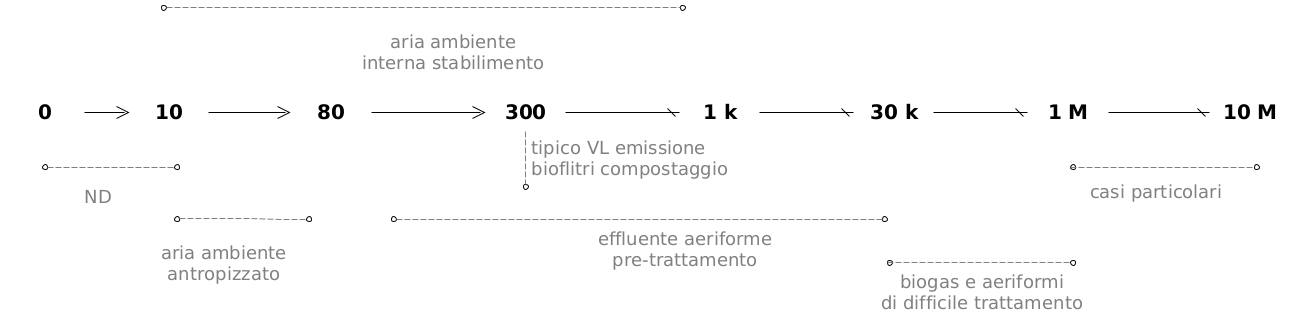 aria ambiente
interna stabilimento
0 10 80 300 1 k 30 k 1 M 10 M
tipico VL emissione
bioflitri compostaggio
ND
casi particolari
aria ambiente
antropizzato
effluente aeriforme
pre-trattamento
biogas e aeriformi
di difficile trattamento